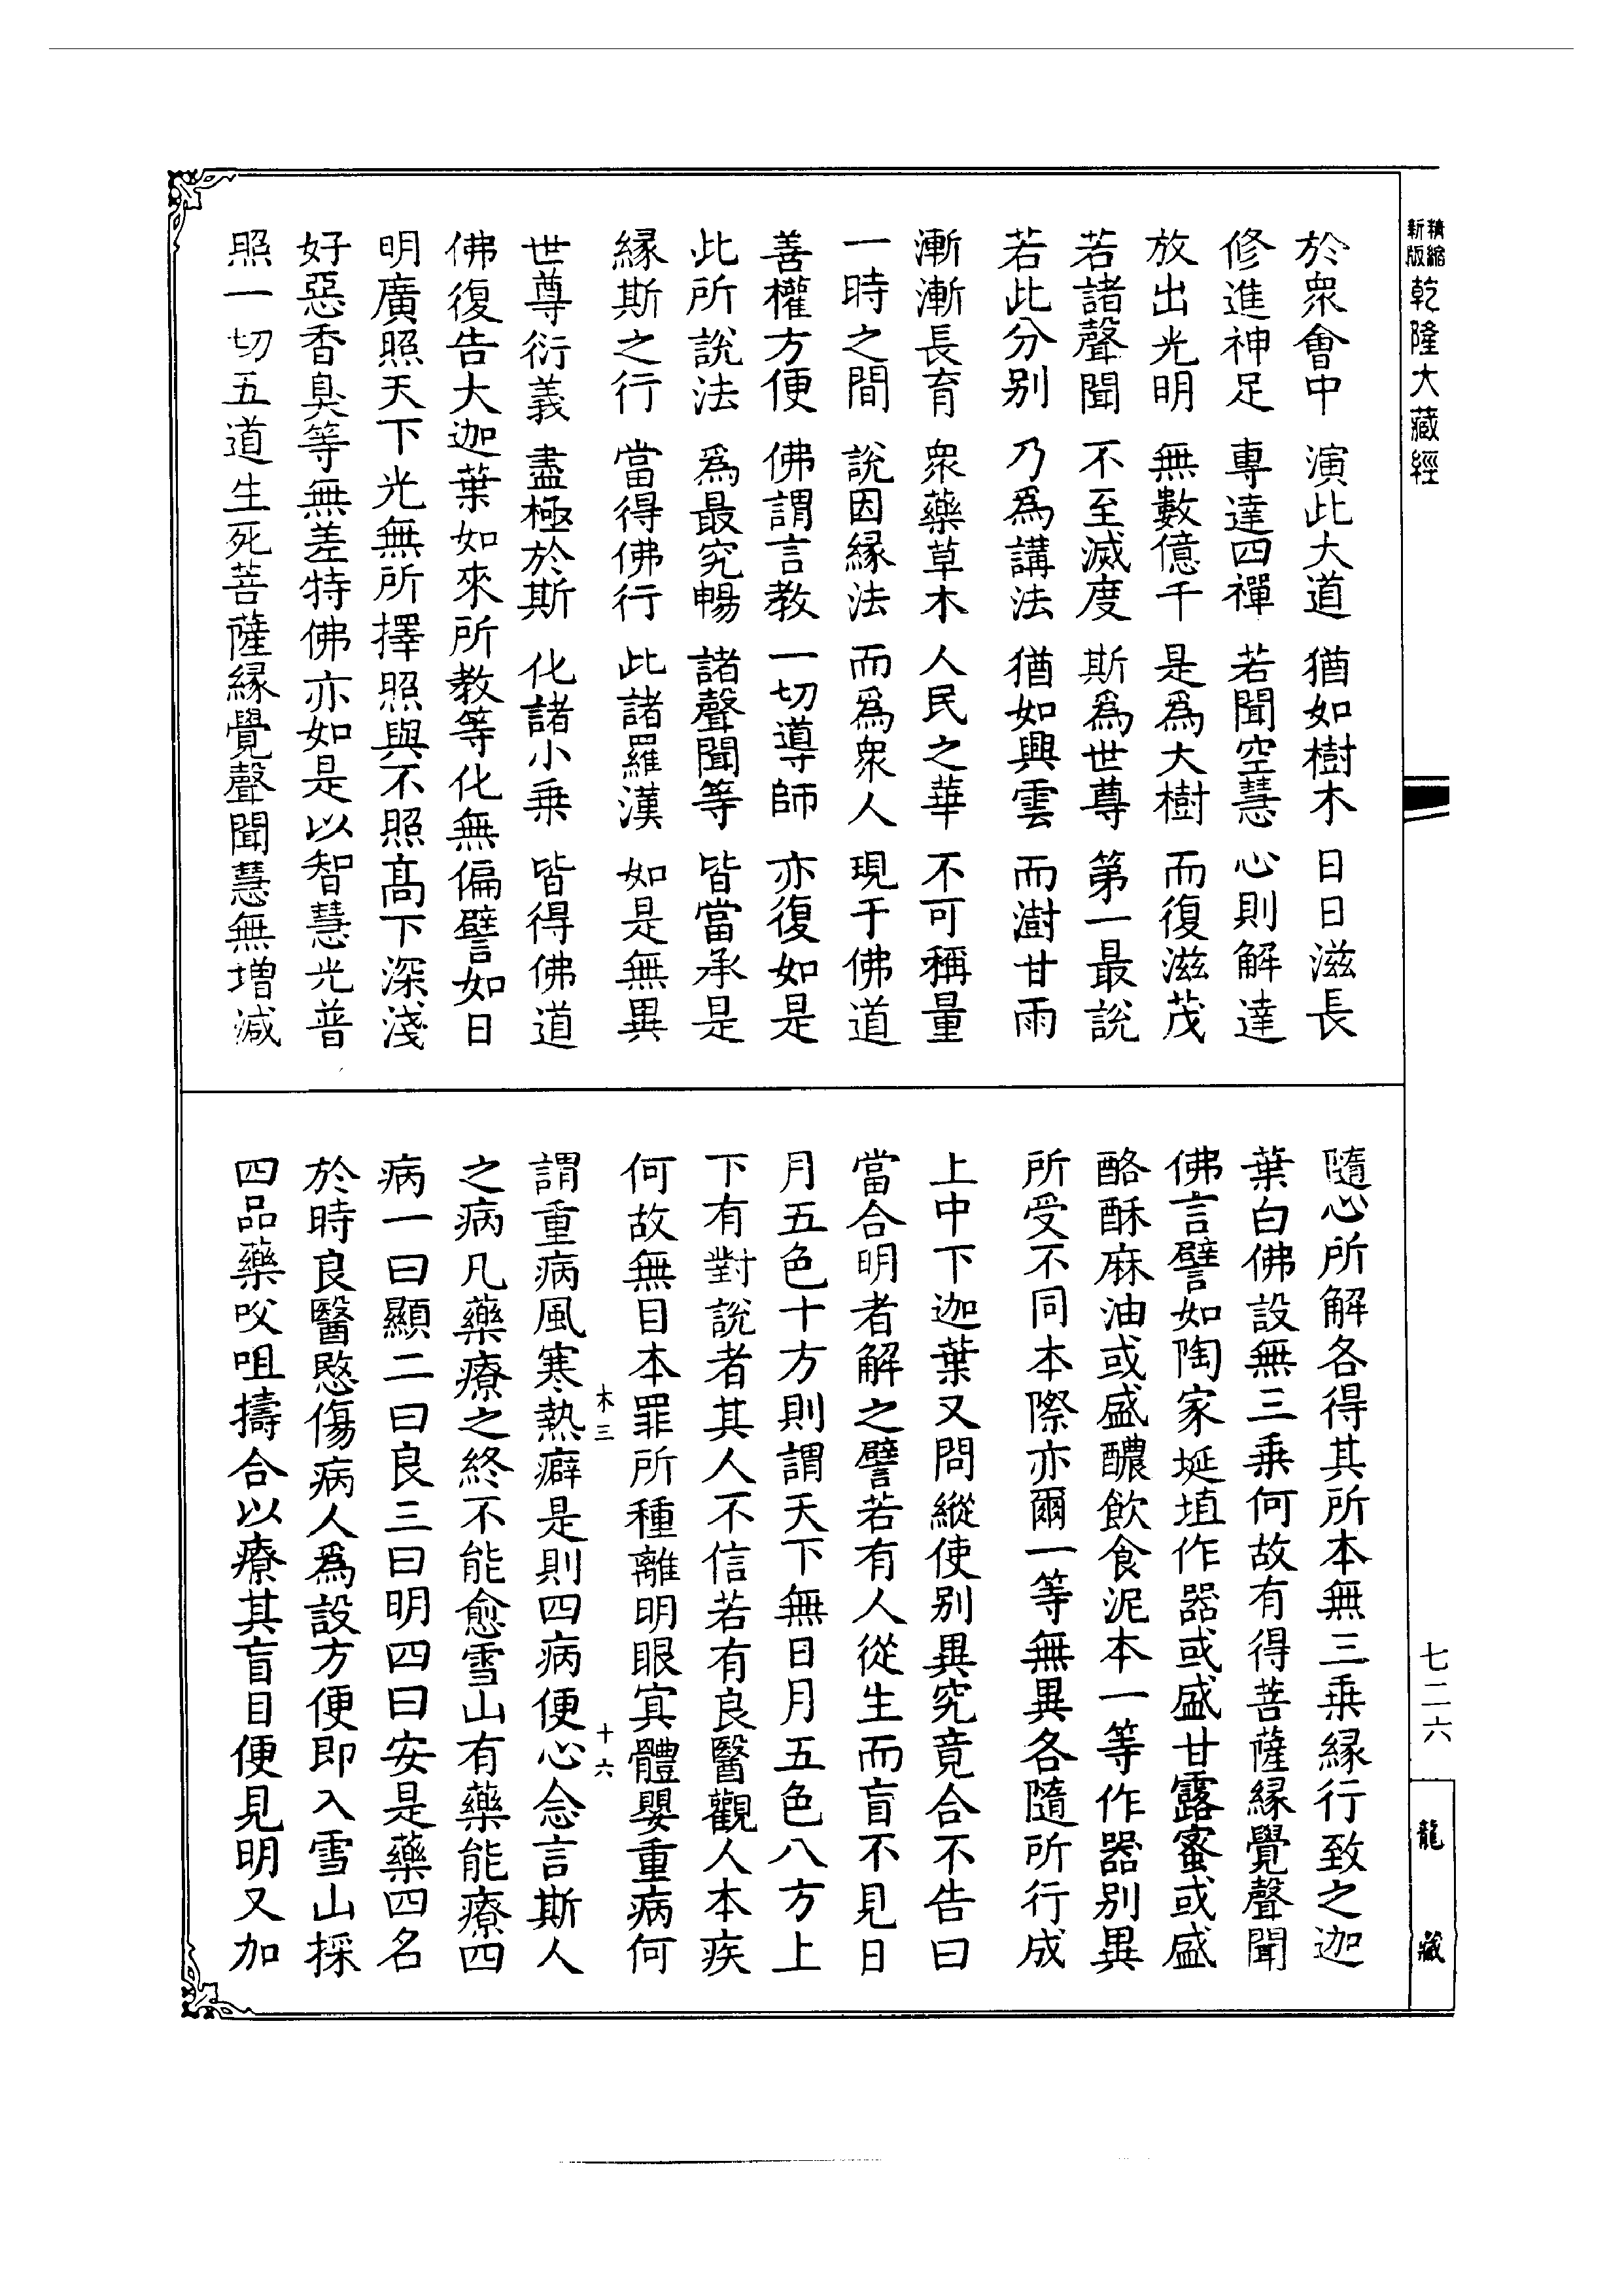 新版精縮乾隆大藏經
於衆會中 演此大道 猶如樹木 日日滋長
修進神足 專達四禪 若聞空慧 心則解達
放出光明 無數億千 是爲大樹 而復滋茂
若諸聲聞 不至滅度 斯爲世尊 第一最說
若此分別 乃爲講法 猶如興雲 而澍甘雨
漸漸長育 衆藥草木 人民之華 不可稱量
一時之間 說因縁法 而爲衆人 現于佛道
善權方便 佛謂言教 一切導師 亦復如是
此所說法 爲最究暢 諸聲聞等 皆當承是
縁斯之行 當得佛行 此諸羅漢 如是無異
世尊衍義 盡極於斯 化諸小乗 皆得佛道
佛復告大迦葉如來所教等化無偏譬如日
明廣照天下光無所擇照與不照髙下深淺
好惡香臭等無差特佛亦如是以智慧光普
照一切五道生死菩薩縁覺聲聞慧無增減
隨心所解各得其所本無三乗縁行致之迦
葉白佛設無三乗何故有得菩薩縁覺聲聞
佛言譬如陶家埏埴作器或盛甘露蜜或盛
酪酥麻油或盛醲飲食泥本一等作器别異
所受不同本際亦爾一等無異各隨所行成
上中下迦葉又問縱使别異究竟合不告曰
當合明者解之譬若有人從生而盲不見日
月五色十方則謂天下無日月五色八方上
下有對說者其人不信若有良醫觀人本疾
何故無目本罪所種離明眼㝠體嬰重病何
木三 十六
謂重病風寒熱癖是則四病便心念言斯人
之病凡藥療之終不能愈雪山有藥能療四
病一曰顯二曰良三曰明四曰安是藥四名
於時良醫愍傷病人爲設方便即入雪山採
四品藥㕮咀擣合以療其盲目便見明又加
七二六
龍藏